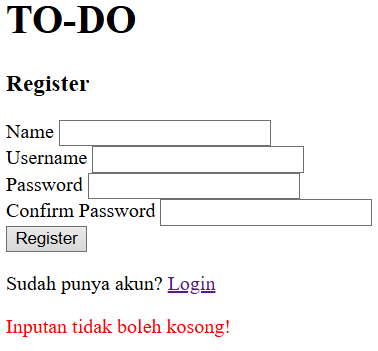 TO-DO
Register
Name
Username
Password
Confirm Password
Register
Sudah punya akun? Login
Inputan tidak boleh kosong!